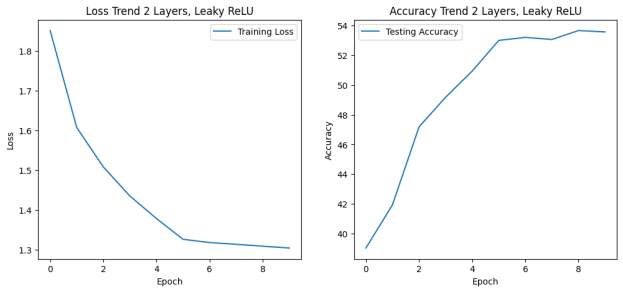 Loss Trend 2 Layers, Leaky ReLU
Training Loss
1.8
1.7
1.6
1.5
1.4
1.3
Loss
0 2 4 6 8
Epoch
Accuracy Trend 2 Layers, Leaky ReLU
Testing Accuracy
54
52
50
48
46
44
42
40
Accuracy
0 2 4 6 8
Epoch